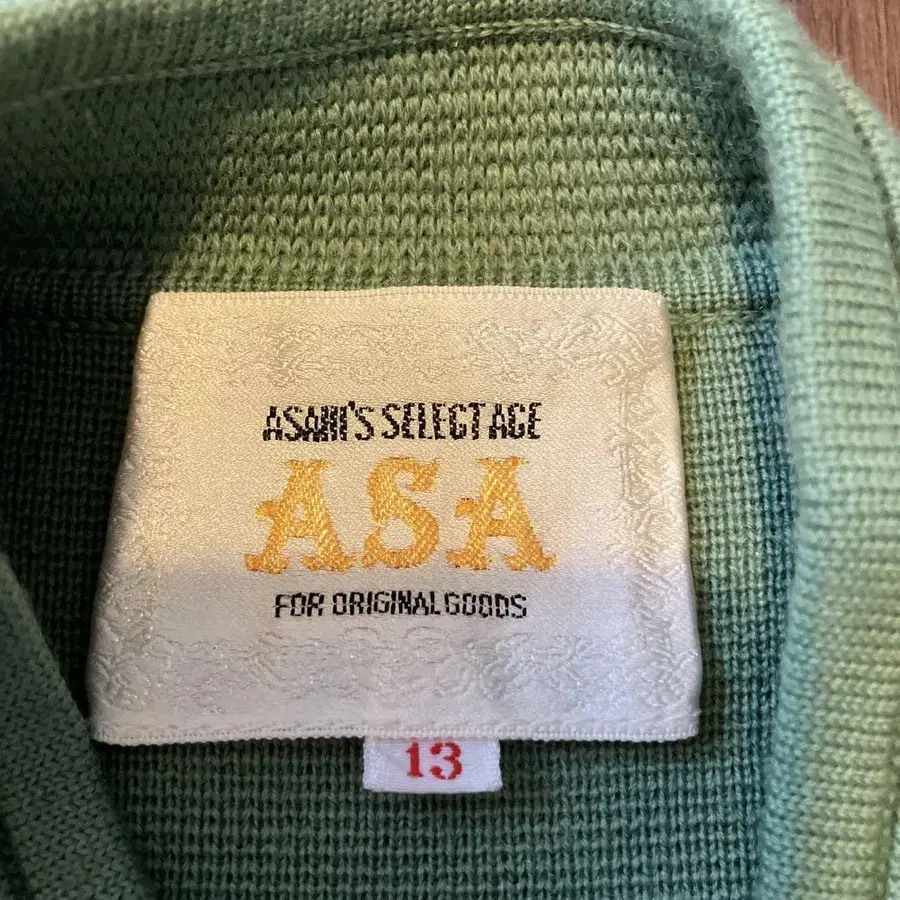 ASAHI'S SELECT AGE
ASA
FOR ORIGINAL GOODS
13